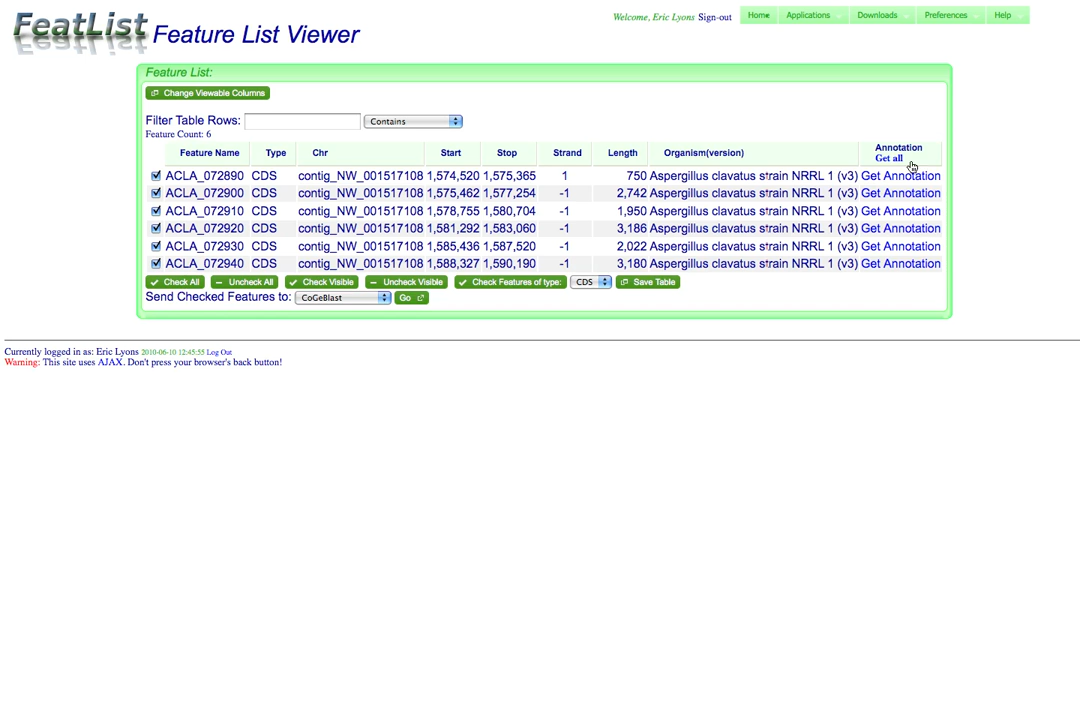 FeatList Feature List Viewer
Welcome, Eric Lyons Sign-out
Home Applications Downloads Preferences Help
Feature List:
Change Viewable Columns
Filter Table Rows: Contains
Feature Count: 6
Feature Name Type Chr Start Stop Strand Length Organism(version) Annotation
Get all
ACLA_072890 CDS contig_NW_001517108 1,574,520 1,575,365 1 750 Aspergillus clavatus strain NRRL 1 (v3) Get Annotation
ACLA_072900 CDS contig_NW_001517108 1,575,462 1,577,254 -1 2,742 Aspergillus clavatus strain NRRL 1 (v3) Get Annotation
ACLA_072910 CDS contig_NW_001517108 1,578,755 1,580,704 -1 1,950 Aspergillus clavatus strain NRRL 1 (v3) Get Annotation
ACLA_072920 CDS contig_NW_001517108 1,581,292 1,583,060 -1 3,186 Aspergillus clavatus strain NRRL 1 (v3) Get Annotation
ACLA_072930 CDS contig_NW_001517108 1,585,436 1,587,520 -1 2,022 Aspergillus clavatus strain NRRL 1 (v3) Get Annotation
ACLA_072940 CDS contig_NW_001517108 1,588,327 1,590,190 -1 3,180 Aspergillus clavatus strain NRRL 1 (v3) Get Annotation
Check All Uncheck All Check Visible Uncheck Visible Check Features of type: CDS Save Table
Send Checked Features to: CoGeBlast Go
Currently logged in as: Eric Lyons 2010-06-10 12:45:55 Log Out
Warning: This site uses AJAX. Don't press your browser's back button!